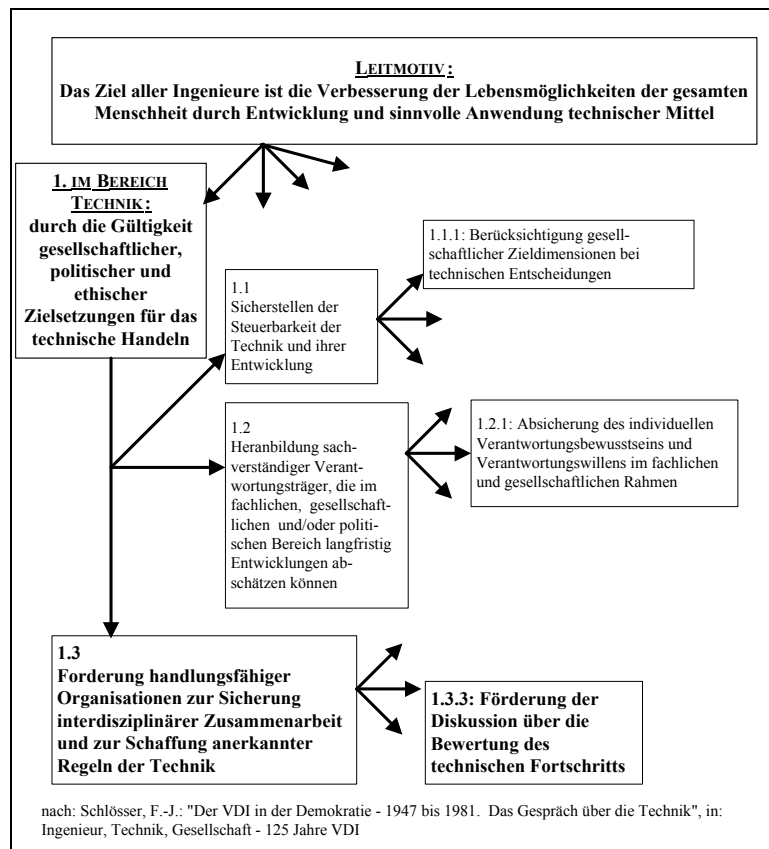 LEITMOTIV:
Das Ziel aller Ingenieure ist die Verbesserung der Lebensmöglichkeiten der gesamten
Menschheit durch Entwicklung und sinnvolle Anwendung technischer Mittel
1. IM BEREICH
TECHNIK:
durch die Gültigkeit
gesellschaftlicher,
politischer und
ethischer
Zielsetzungen für das
technische Handeln
1.1
Sicherstellen der
Steuerbarkeit der
Technik und ihrer
Entwicklung
1.1.1: Berücksichtigung gesell-
schaftlicher Zieldimensionen bei
technischen Entscheidungen
1.2
Heranbildung sach-
verständiger Verant-
wortungsträger, die im
fachlichen, gesellschaft-
lichen und/oder politi-
schen Bereich langfristig
Entwicklungen ab-
schätzen können
1.2.1: Absicherung des individuellen
Verantwortungsbewusstseins und
Verantwortungswillens im fachlichen
und gesellschaftlichen Rahmen
1.3
Forderung handlungsfähiger
Organisationen zur Sicherung
interdisziplinärer Zusammenarbeit
und zur Schaffung anerkannter
Regeln der Technik
1.3.3: Förderung der
Diskussion über die
Bewertung des
technischen Fortschritts
nach: Schlösser, F.-J.: "Der VDI in der Demokratie - 1947 bis 1981. Das Gespräch über die Technik", in:
Ingenieur, Technik, Gesellschaft - 125 Jahre VDI